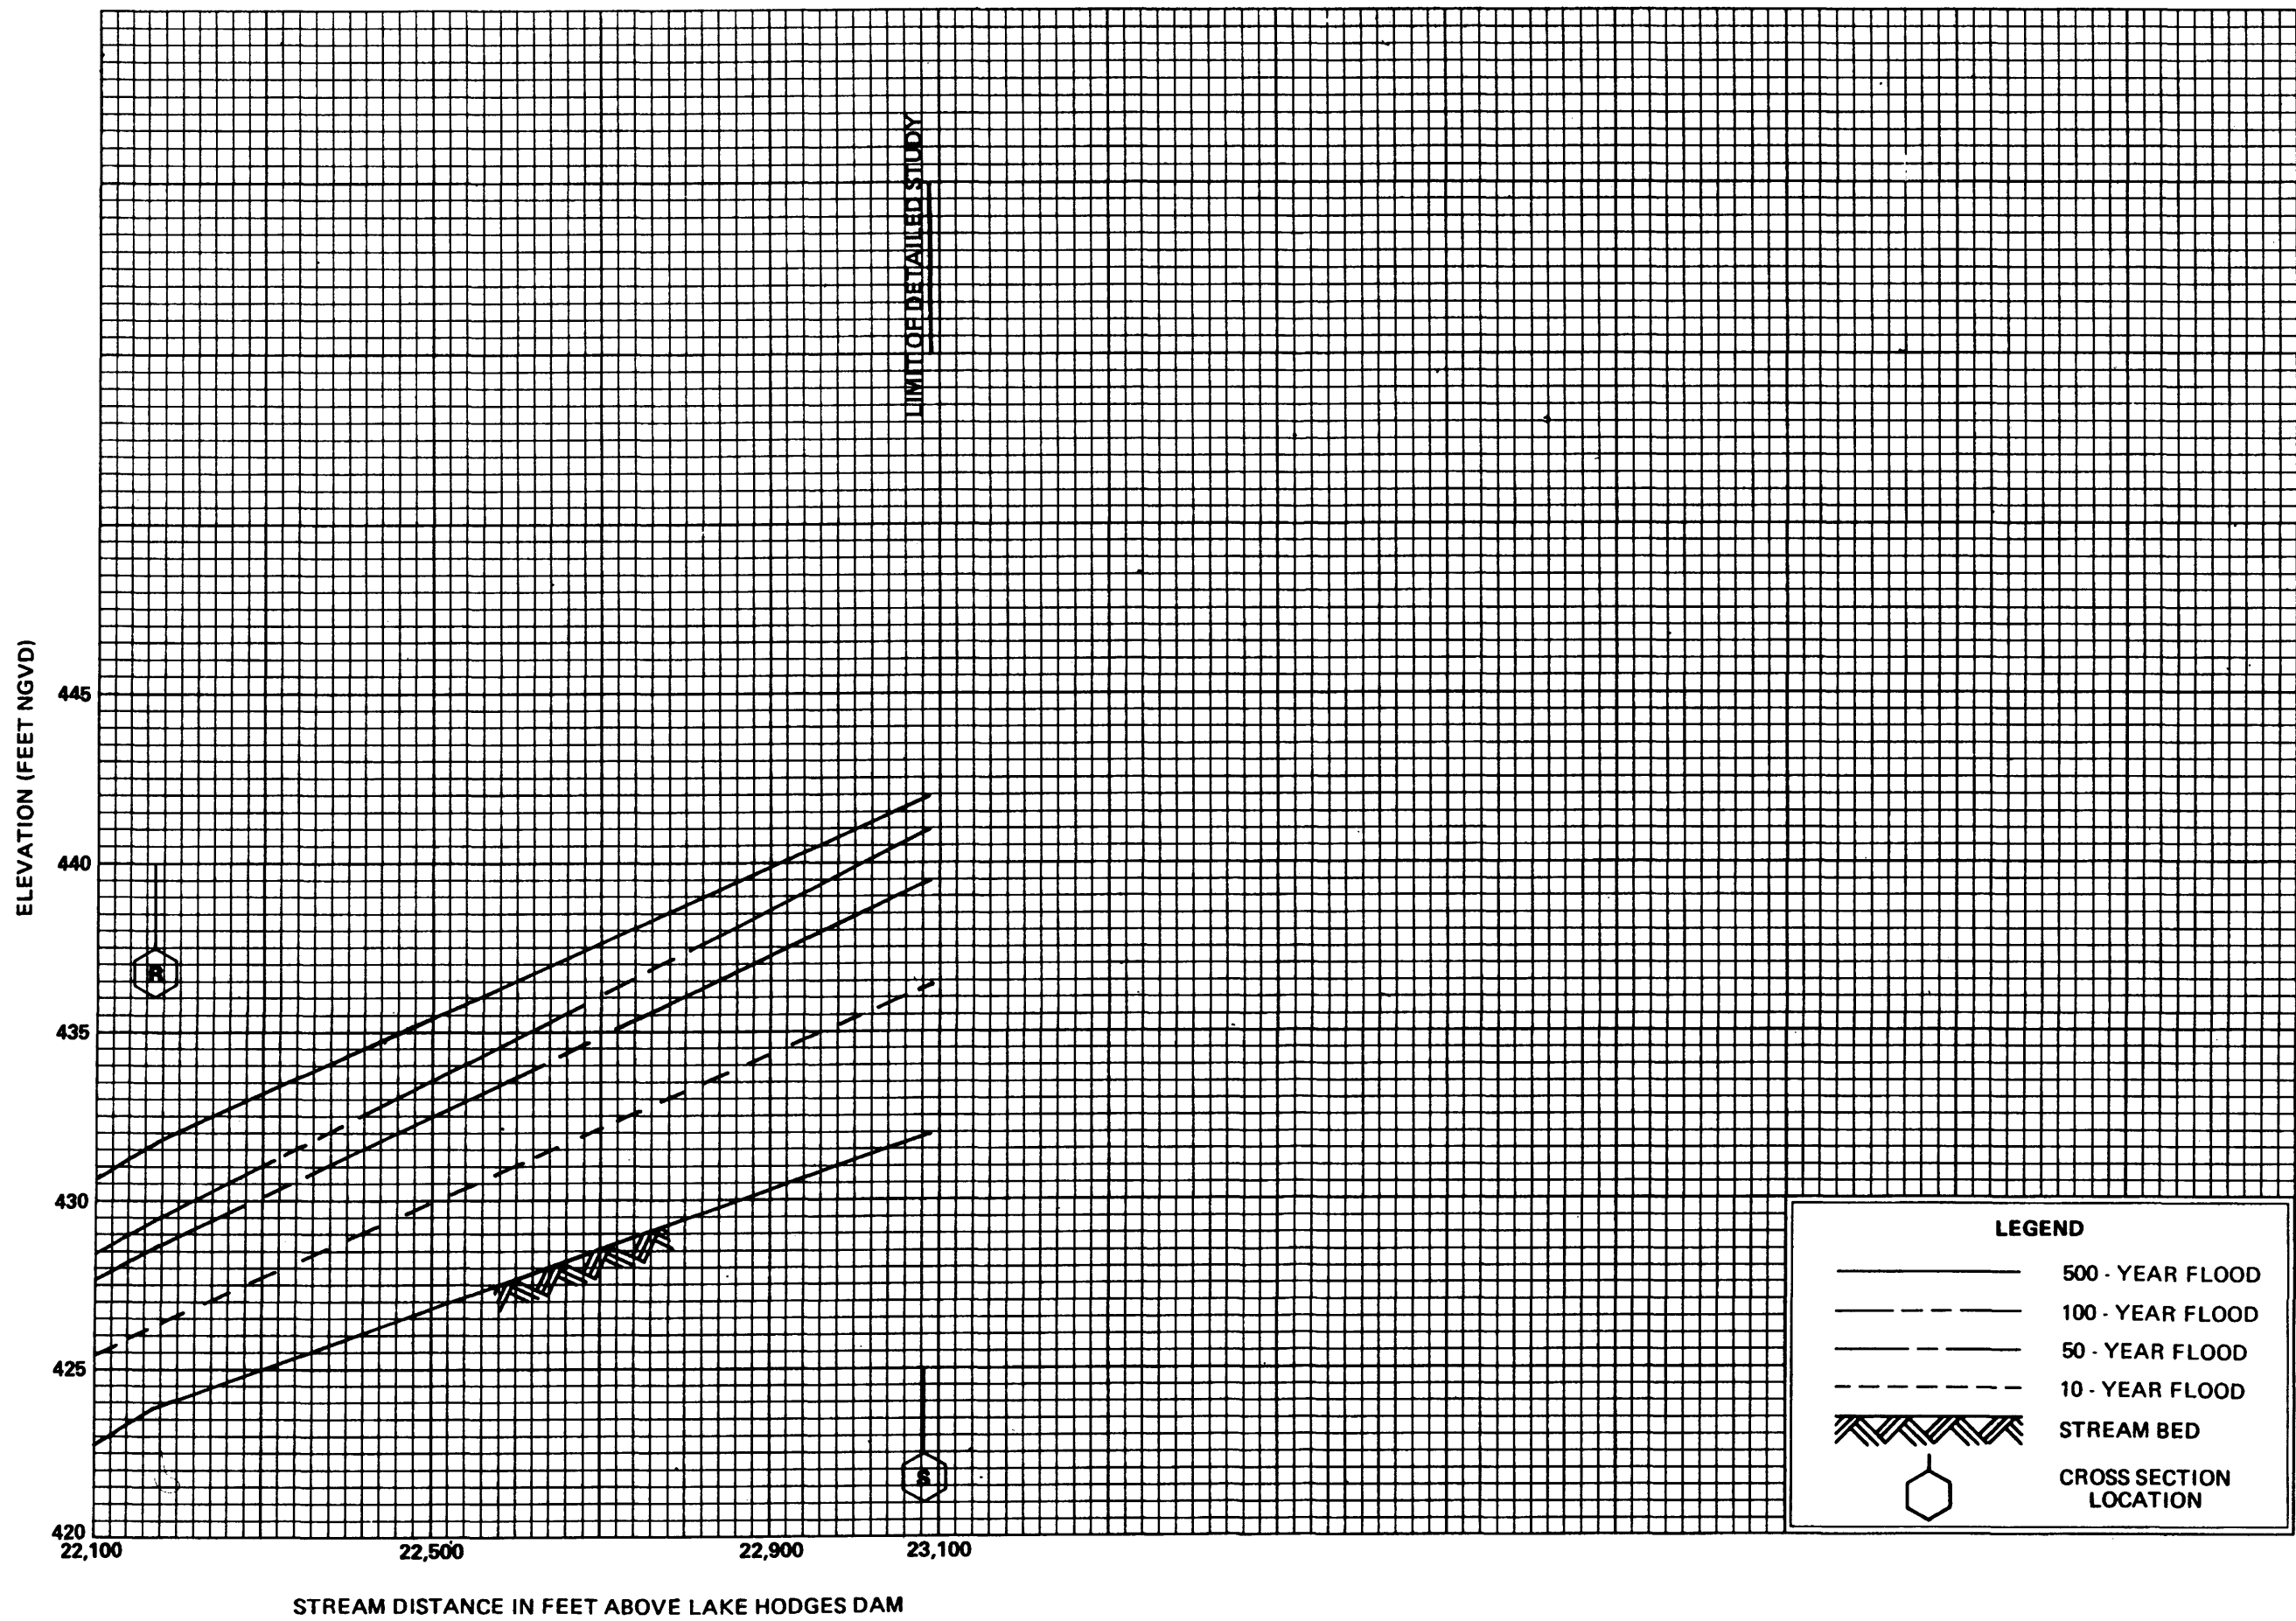 LIMIT OF DETAILED STUDY
ELEVATION (FEET NGVD)
445
440
435
430
425
420
R
S
22,100
22,500
22,900
23,100
STREAM DISTANCE IN FEET ABOVE LAKE HODGES DAM
LEGEND
500 - YEAR FLOOD
100 - YEAR FLOOD
50 - YEAR FLOOD
10 - YEAR FLOOD
STREAM BED
CROSS SECTION
LOCATION